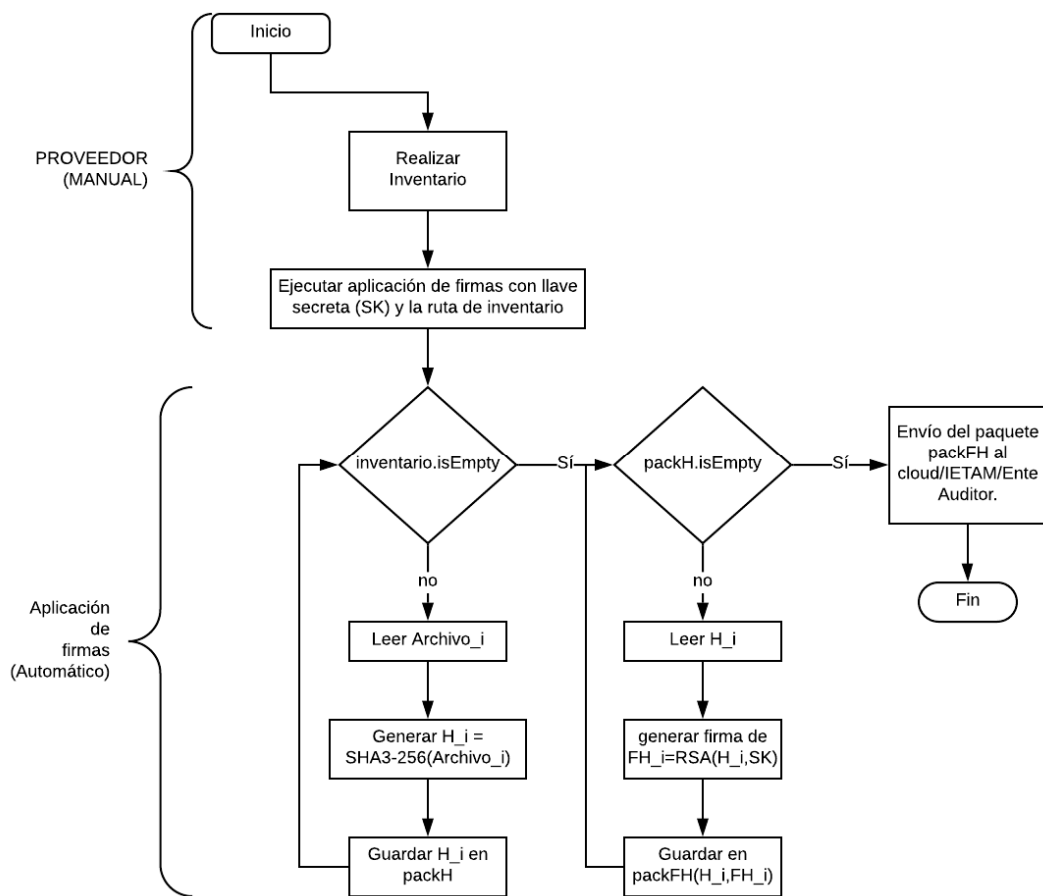 Inicio
PROVEEDOR
(MANUAL)
Realizar
Inventario
Ejecutar aplicación de firmas con llave
secreta (SK) y la ruta de inventario
inventario.isEmpty
Sí
packH.isEmpty
Sí
Envío del paquete
packFH al
cloud/IETAM/Ente
Auditor.
Fin
Aplicación
de
firmas
(Automático)
no
Leer Archivo_i
Generar H_i =
SHA3-256(Archivo_i)
Guardar H_i en
packH
no
Leer H_i
generar firma de
FH_i=RSA(H_i,SK)
Guardar en
packFH(H_i,FH_i)